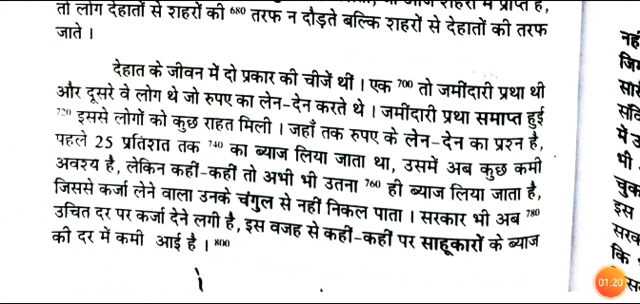 तो लोग देहातों से शहरों की 680 तरफ न दौड़ते बल्कि शहरों से देहातों की तरफ
जाते ।
देहात के जीवन में दो प्रकार की चीजें थीं । एक 700 तो जमींदारी प्रथा थी
और दूसरे वे लोग थे जो रुपए का लेन-देन करते थे । जमींदारी प्रथा समाप्त हुई
720 इससे लोगों को कुछ राहत मिली । जहाँ तक रुपए के लेन-देन का प्रश्न है,
पहले 25 प्रतिशत तक 740 का ब्याज लिया जाता था, उसमें अब कुछ कमी
अवश्य है, लेकिन कहीं-कहीं तो अभी भी उतना 760 ही ब्याज लिया जाता है,
जिससे कर्जा लेने वाला उनके चंगुल से नहीं निकल पाता । सरकार भी अब 780
उचित दर पर कर्जा देने लगी है, इस वजह से कहीं-कहीं पर साहूकारों के ब्याज
की दर में कमी आई है । 800
नहीं
में उ
भी
चुक
इस
सरव
कि
01:20